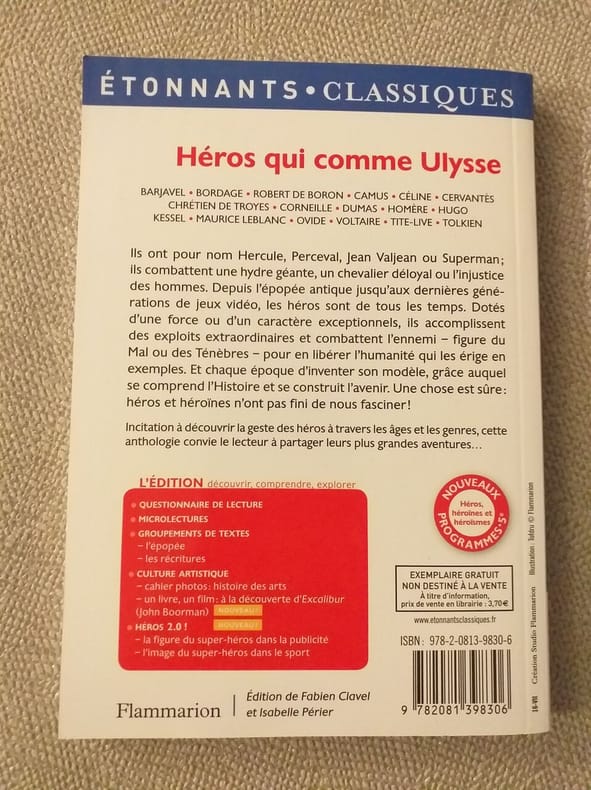 ÉTONNANTS • CLASSIQUES
Héros qui comme Ulysse
BARJAVEL • BORDAGE • ROBERT DE BORON • CAMUS • CÉLINE • CERVANTÈS
CHRÉTIEN DE TROYES • CORNEILLE • DUMAS • HOMÈRE • HUGO
KESSEL • MAURICE LEBLANC • OVIDE • VOLTAIRE • TITE-LIVE • TOLKIEN
Ils ont pour nom Hercule, Perceval, Jean Valjean ou Superman ;
ils combattent une hydre géante, un chevalier déloyal ou l'injustice
des hommes. Depuis l'épopée antique jusqu'aux dernières géné-
rations de jeux vidéo, les héros sont de tous les temps. Dotés
d'une force ou d'un caractère exceptionnels, ils accomplissent
des exploits extraordinaires et combattent l'ennemi – figure du
Mal ou des Ténèbres – pour en libérer l'humanité qui les érige en
exemples. Et chaque époque d'inventer son modèle, grâce auquel
se comprend l'Histoire et se construit l'avenir. Une chose est sûre :
héros et héroïnes n'ont pas fini de nous fasciner !
Incitation à découvrir la geste des héros à travers les âges et les genres, cette
anthologie convie le lecteur à partager leurs plus grandes aventures…
L'ÉDITION découvrir, comprendre, explorer
• QUESTIONNAIRE DE LECTURE
• MICROLECTURES
• GROUPEMENTS DE TEXTES
– l'épopée
– les réécritures
• CULTURE ARTISTIQUE
– cahier photos : histoire des arts
– un livre, un film : à la découverte d'Excalibur
(John Boorman) NOUVEAU !
• HÉROS 2.0 ! NOUVEAU !
– la figure du super-héros dans la publicité
– l'image du super-héros dans le sport
NOUVEAUX
Héros,
héroïnes et
héroïsmes
PROGRAMMES • 5e
EXEMPLAIRE GRATUIT
NON DESTINÉ À LA VENTE
À titre d'information,
prix de vente en librairie : 3,70 €
www.etonnantsclassiques.fr
ISBN : 978-2-0813-9830-6
9 782081 398306
Flammarion
Édition de Fabien Clavel
et Isabelle Périer
Création Studio Flammarion
Illustration : Tofdru © Flammarion